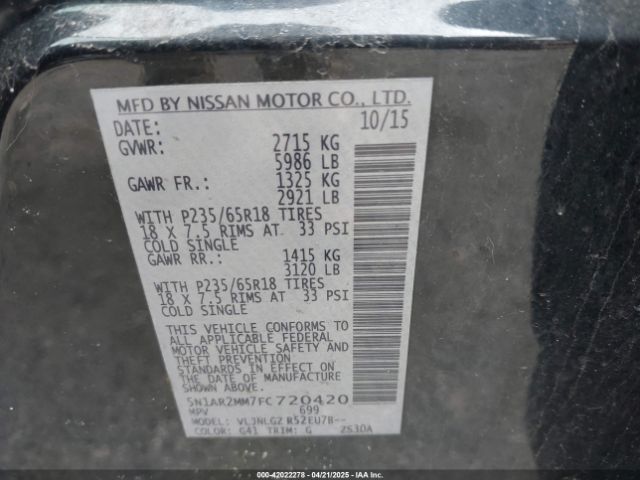 MFD BY NISSAN MOTOR CO., LTD.
DATE: 10/15
GVWR: 2715 KG
5986 LB
GAWR FR.: 1325 KG
2921 LB
WITH P235/65R18 TIRES
18 X 7.5 RIMS AT 33 PSI
COLD SINGLE
GAWR RR.: 1415 KG
3120 LB
WITH P235/65R18 TIRES
18 X 7.5 RIMS AT 33 PSI
COLD SINGLE
THIS VEHICLE CONFORMS TO
ALL APPLICABLE FEDERAL
MOTOR VEHICLE SAFETY AND
THEFT PREVENTION
STANDARDS IN EFFECT ON
THE DATE OF MANUFACTURE
SHOWN ABOVE.
5N1AR2MM7FC720420
MPV 699
MODEL: VLJNLGZ R52EU7B--
COLOR: G41 TRIM: G 2S3DA
000-42022278 - 04/21/2025 - IAAI.COM